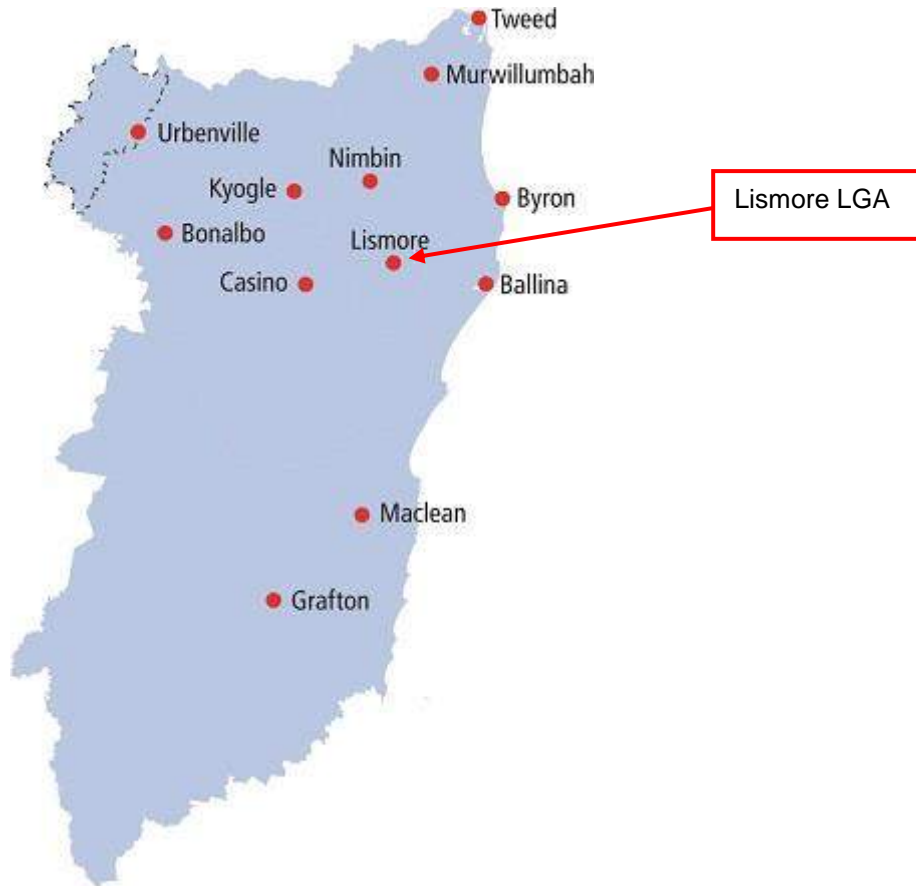 Tweed
Murwillumbah
Urbenville
Nimbin
Kyogle
Byron
Lismore LGA
Bonalbo
Lismore
Casino
Ballina
Maclean
Grafton